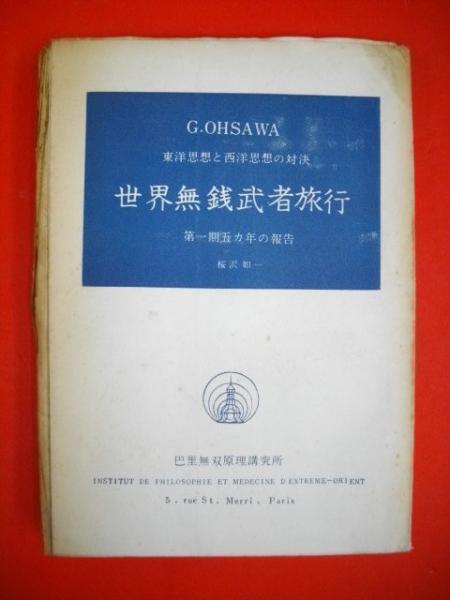 G.OHSAWA
東洋思想と西洋思想の対決
世界無銭武者旅行
第一期五カ年の報告
桜沢如一
巴里無双原理講究所
INSTITUT DE PHILOSOPHIE ET MEDECINE D'EXTREME-ORIENT
5, rue St. Merri, Paris